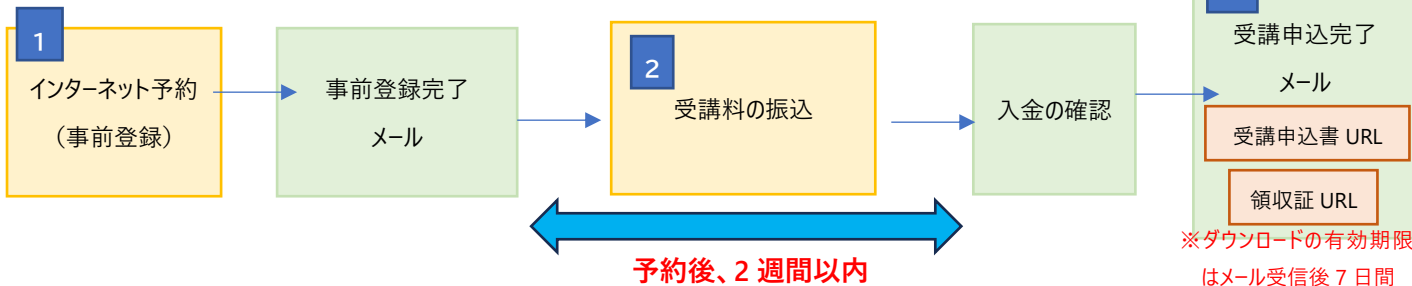 1
インターネット予約
（事前登録）
事前登録完了
メール
2
受講料の振込
予約後、2 週間以内
入金の確認
受講申込完了
メール
受講申込書 URL
領収証 URL
※ダウンロードの有効期限
はメール受信後 7 日間